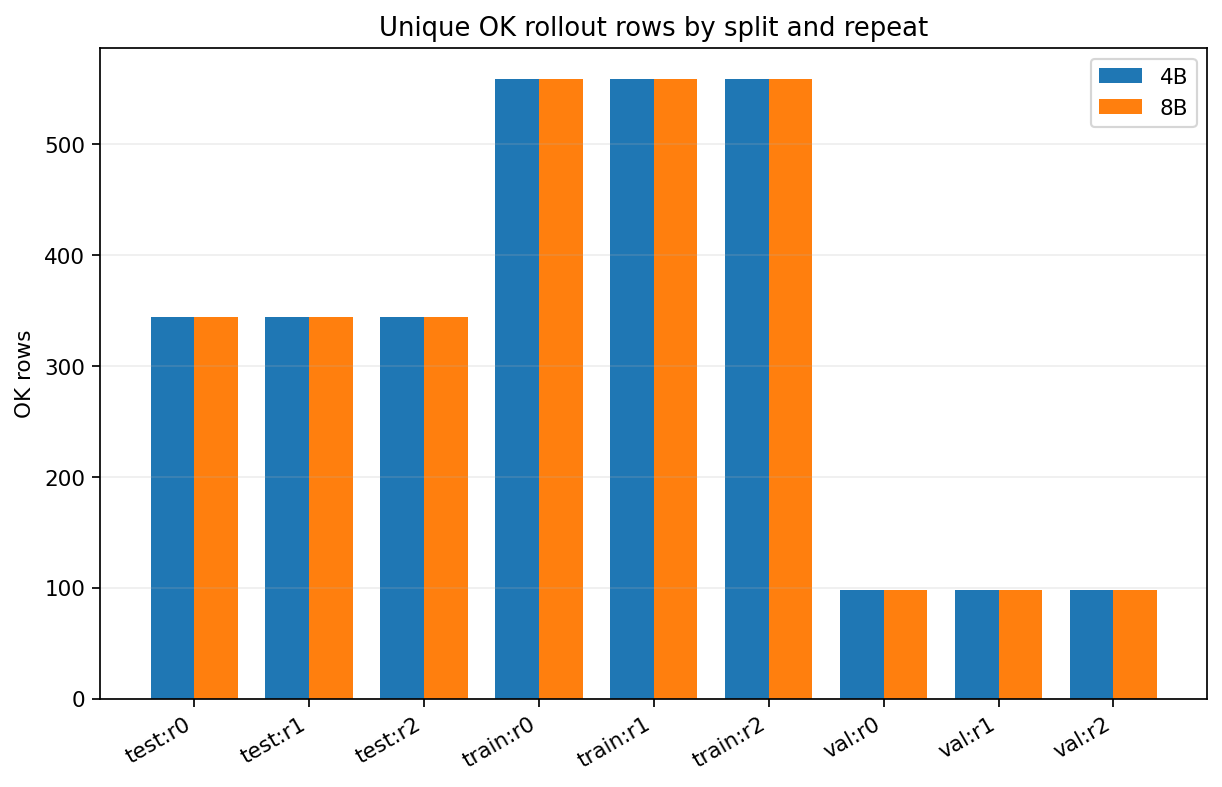 Unique OK rollout rows by split and repeat
4B
8B
OK rows
500
400
300
200
100
0
test:r0
test:r1
test:r2
train:r0
train:r1
train:r2
val:r0
val:r1
val:r2